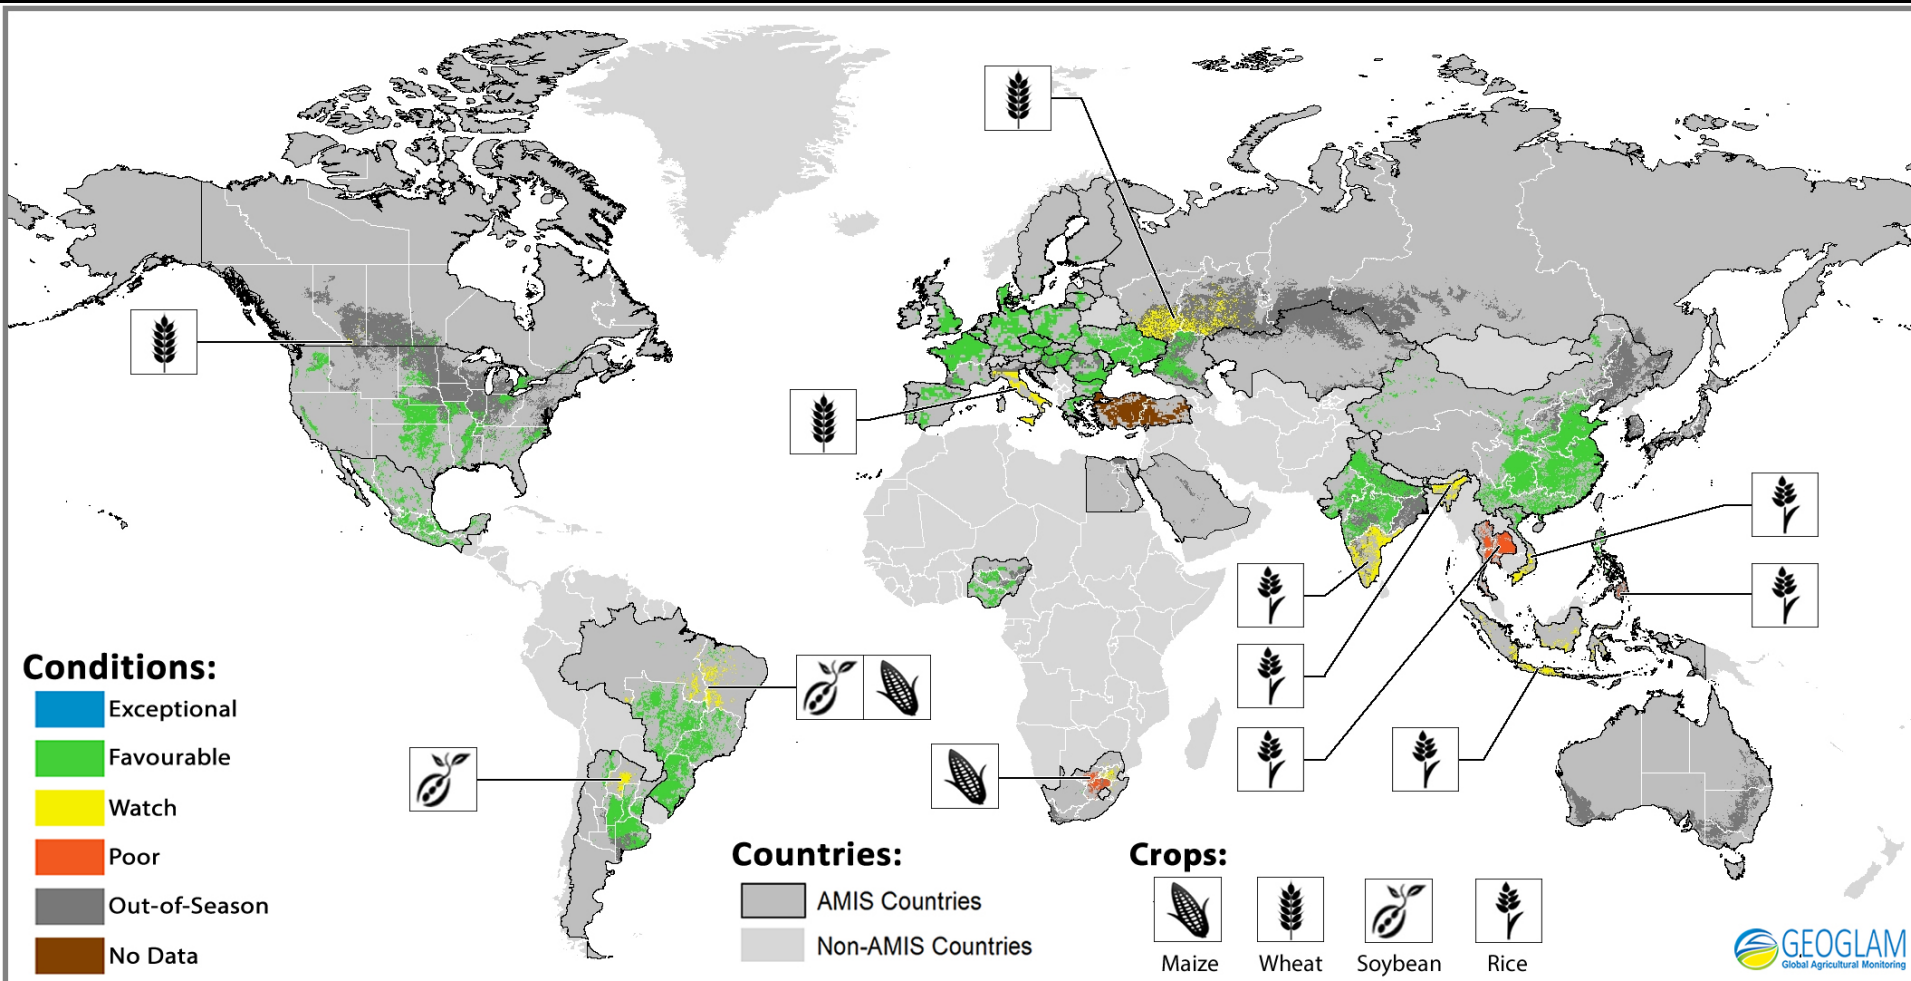 Conditions:
Exceptional
Favourable
Watch
Poor
Out-of-Season
No Data
Countries:
AMIS Countries
Non-AMIS Countries
Crops:
Maize
Wheat
Soybean
Rice
GEOGLAM
Global Agricultural Monitoring